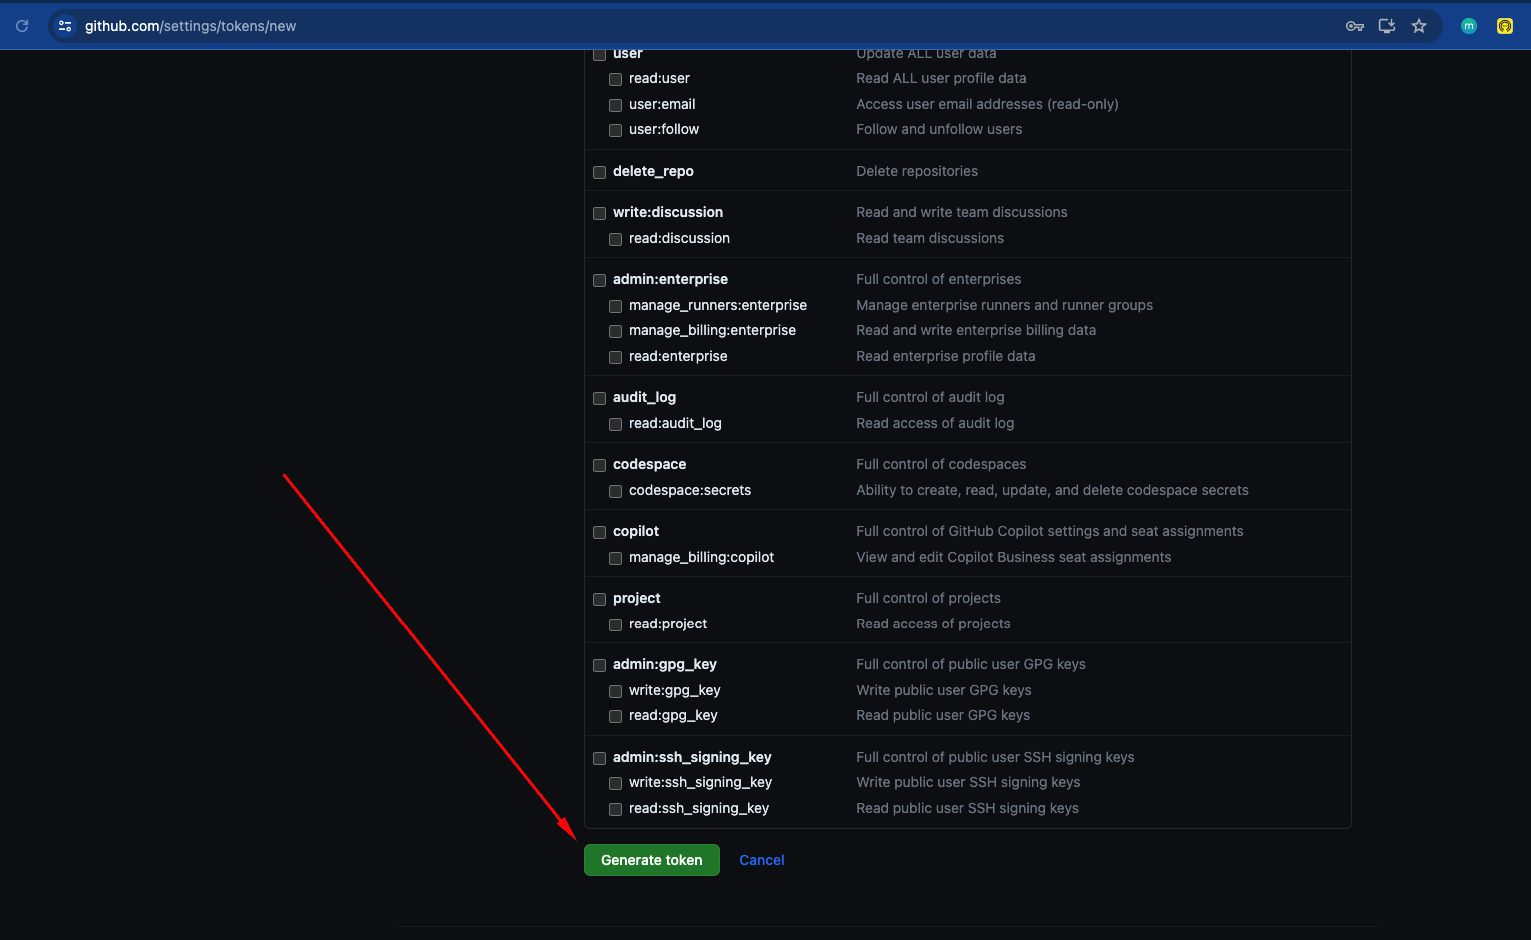 github.com/settings/tokens/new
m
user Update ALL user data
read:user Read ALL user profile data
user:email Access user email addresses (read-only)
user:follow Follow and unfollow users
delete_repo Delete repositories
write:discussion Read and write team discussions
read:discussion Read team discussions
admin:enterprise Full control of enterprises
manage_runners:enterprise Manage enterprise runners and runner groups
manage_billing:enterprise Read and write enterprise billing data
read:enterprise Read enterprise profile data
audit_log Full control of audit log
read:audit_log Read access of audit log
codespace Full control of codespaces
codespace:secrets Ability to create, read, update, and delete codespace secrets
copilot Full control of GitHub Copilot settings and seat assignments
manage_billing:copilot View and edit Copilot Business seat assignments
project Full control of projects
read:project Read access of projects
admin:gpg_key Full control of public user GPG keys
write:gpg_key Write public user GPG keys
read:gpg_key Read public user GPG keys
admin:ssh_signing_key Full control of public user SSH signing keys
write:ssh_signing_key Write public user SSH signing keys
read:ssh_signing_key Read public user SSH signing keys
Generate token Cancel